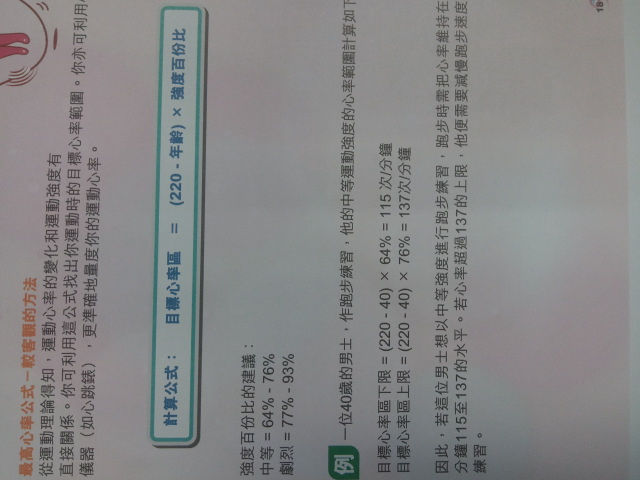 最高心率公式－較客觀的方法
從運動理論得知，運動心率的變化和運動強度有
直接關係。你可利用這公式找出你運動時的目標心率範圍。你亦可利用
儀器（如心跳錶），更準確地量度你的運動心率。
計算公式： 目標心率區 = (220 - 年齡) × 強度百份比
強度百份比的建議：
中等 = 64% - 76%
劇烈 = 77% - 93%
例 一位40歲的男士，作跑步練習，他的中等運動強度的心率範圍計算如下
目標心率區下限 = (220 - 40) × 64% = 115 次/分鐘
目標心率區上限 = (220 - 40) × 76% = 137次/分鐘
因此，若這位男士想以中等強度進行跑步練習，跑步時需把心率維持在
分鐘115至137的水平。若心率超過137的上限，他便需要減慢跑步速度
練習。